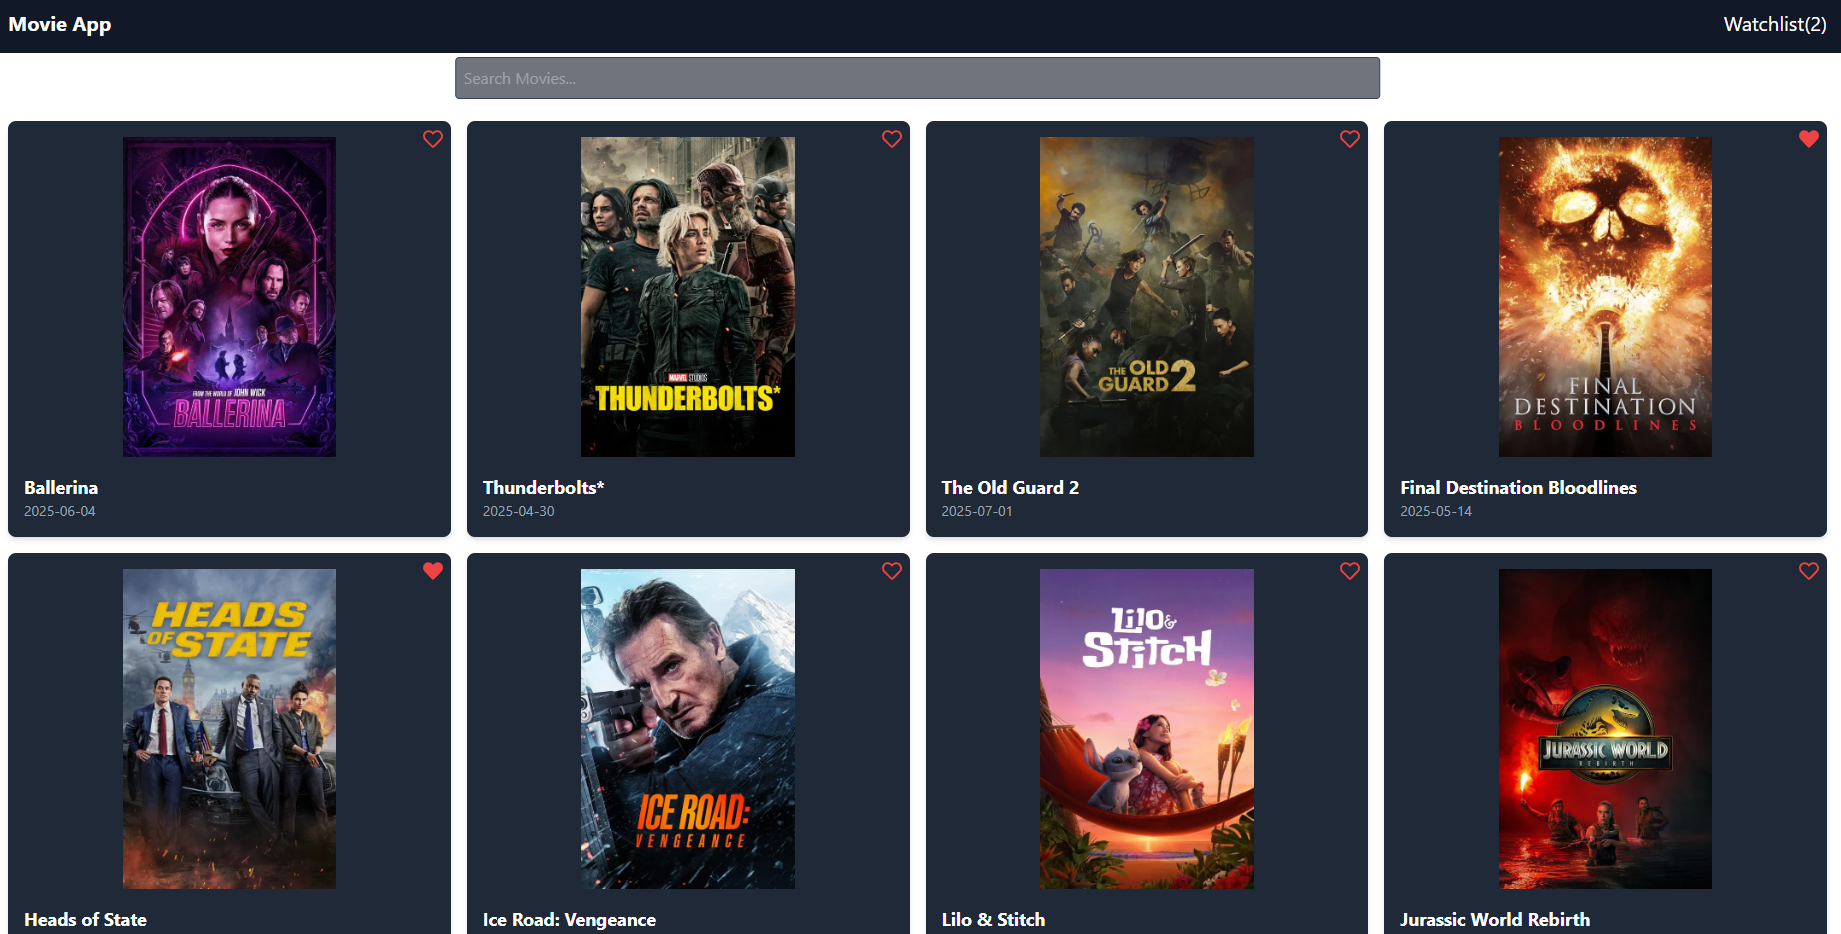 Movie App
Watchlist(2)
Search Movies...
FROM THE WORLD OF JOHN WICK
BALLERINA
Ballerina
2025-06-04
MARVEL STUDIOS
THUNDERBOLTS*
Thunderbolts*
2025-04-30
THE OLD
GUARD 2
The Old Guard 2
2025-07-01
FINAL
DESTINATION
BLOODLINES
Final Destination Bloodlines
2025-05-14
HEADS
OF STATE
Heads of State
ICE ROAD:
VENGEANCE
Ice Road: Vengeance
Lilo &
Stitch
Lilo & Stitch
JURASSIC WORLD
REBIRTH
Jurassic World Rebirth